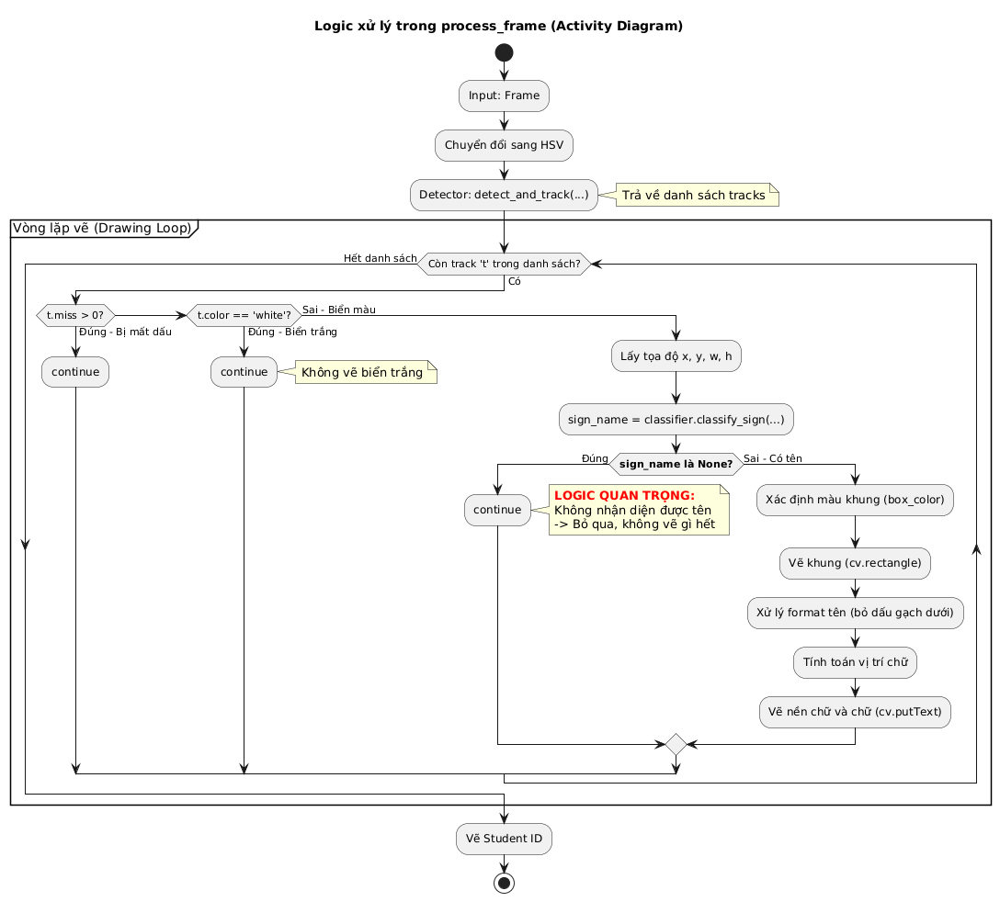 Logic xử lý trong process_frame (Activity Diagram)
Input: Frame
Chuyển đổi sang HSV
Detector: detect_and_track(...)
Trả về danh sách tracks
Vòng lặp vẽ (Drawing Loop)
Hết danh sách
Còn track 't' trong danh sách?
Có
t.miss > 0?
Đúng - Bị mất dấu
continue
t.color == 'white'?
Sai - Biển màu
Đúng - Biển trắng
continue
Không vẽ biển trắng
Lấy tọa độ x, y, w, h
sign_name = classifier.classify_sign(...)
Đúng
sign_name là None?
Sai - Có tên
continue
LOGIC QUAN TRỌNG:
Không nhận diện được tên
-> Bỏ qua, không vẽ gì hết
Xác định màu khung (box_color)
Vẽ khung (cv.rectangle)
Xử lý format tên (bỏ dấu gạch dưới)
Tính toán vị trí chữ
Vẽ nền chữ và chữ (cv.putText)
Vẽ Student ID